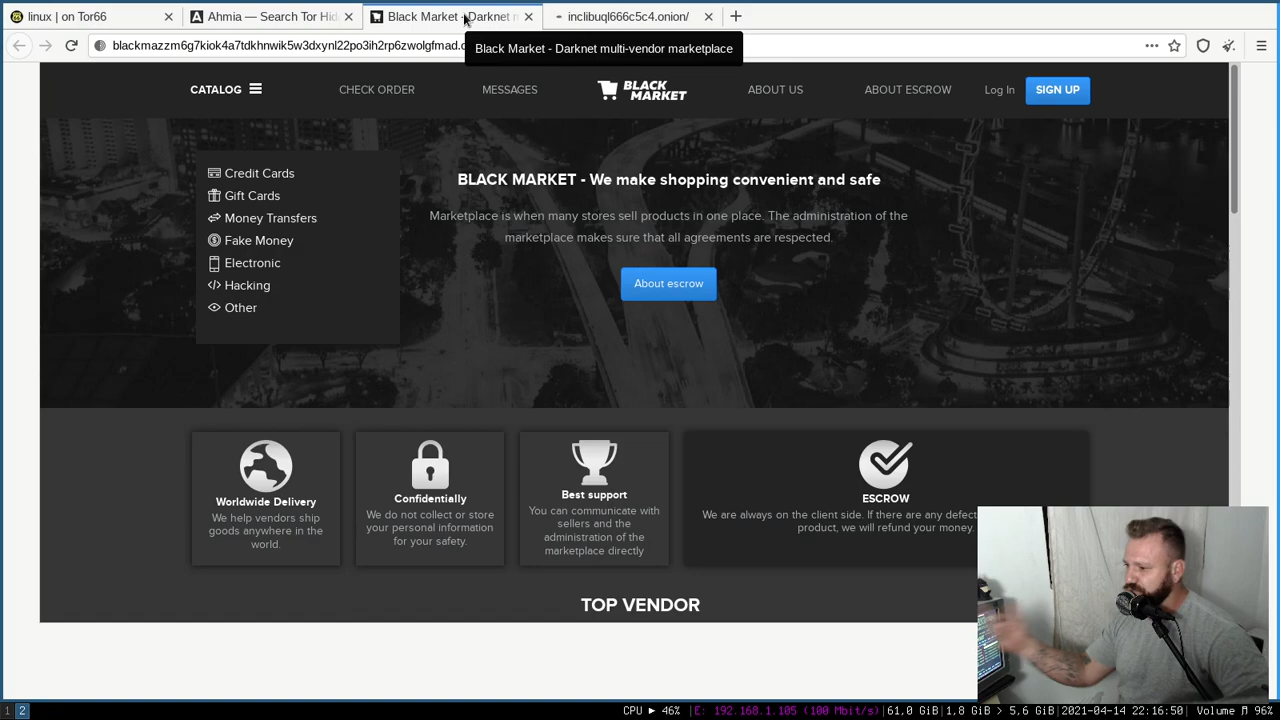 linux | on Tor66
Ahmia — Search Tor Hid
Black Market - Darknet m
inclibuql666c5c4.onion/
blackmazzm6g7kiok4a7tdkhnwik5w3dxynl22po3ih2rp6zwolgfmad.o
Black Market - Darknet multi-vendor marketplace
CATALOG
CHECK ORDER
MESSAGES
BLACK
MARKET
ABOUT US
ABOUT ESCROW
Log In
SIGN UP
Credit Cards
Gift Cards
Money Transfers
Fake Money
Electronic
Hacking
Other
BLACK MARKET - We make shopping convenient and safe
Marketplace is when many stores sell products in one place. The administration of the
marketplace makes sure that all agreements are respected.
About escrow
Worldwide Delivery
We help vendors ship
goods anywhere in the
world.
Confidentially
We do not collect or store
your personal information
for your safety.
Best support
You can communicate with
sellers and the
administration of the
marketplace directly
ESCROW
We are always on the client side. If there are any defect
product, we will refund your money.
TOP VENDOR
1 2
CPU ► 46% |E: 192.168.1.105 (100 Mbit/s)|61,0 GiB|1,8 GiB > 5,6 GiB|2021-04-14 22:16:50| Volume ♬ 96%